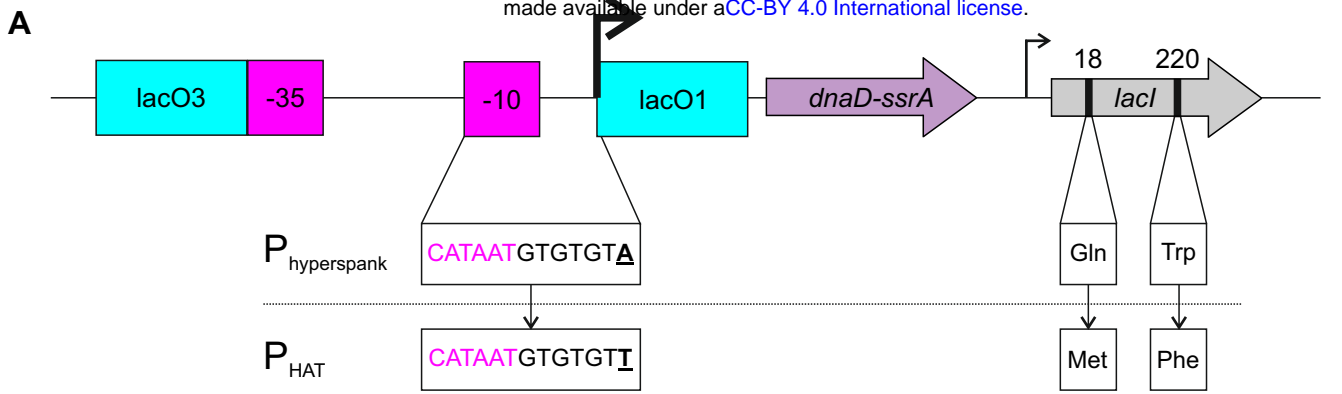 made available under aCC-BY 4.0 International license.
A
18 220
lacO3 -35 -10 lacO1 dnaD-ssrA lacI
Phyperspank CATAATGTGTGTA Gln Trp
PHAT CATAATGTGTGTT Met Phe